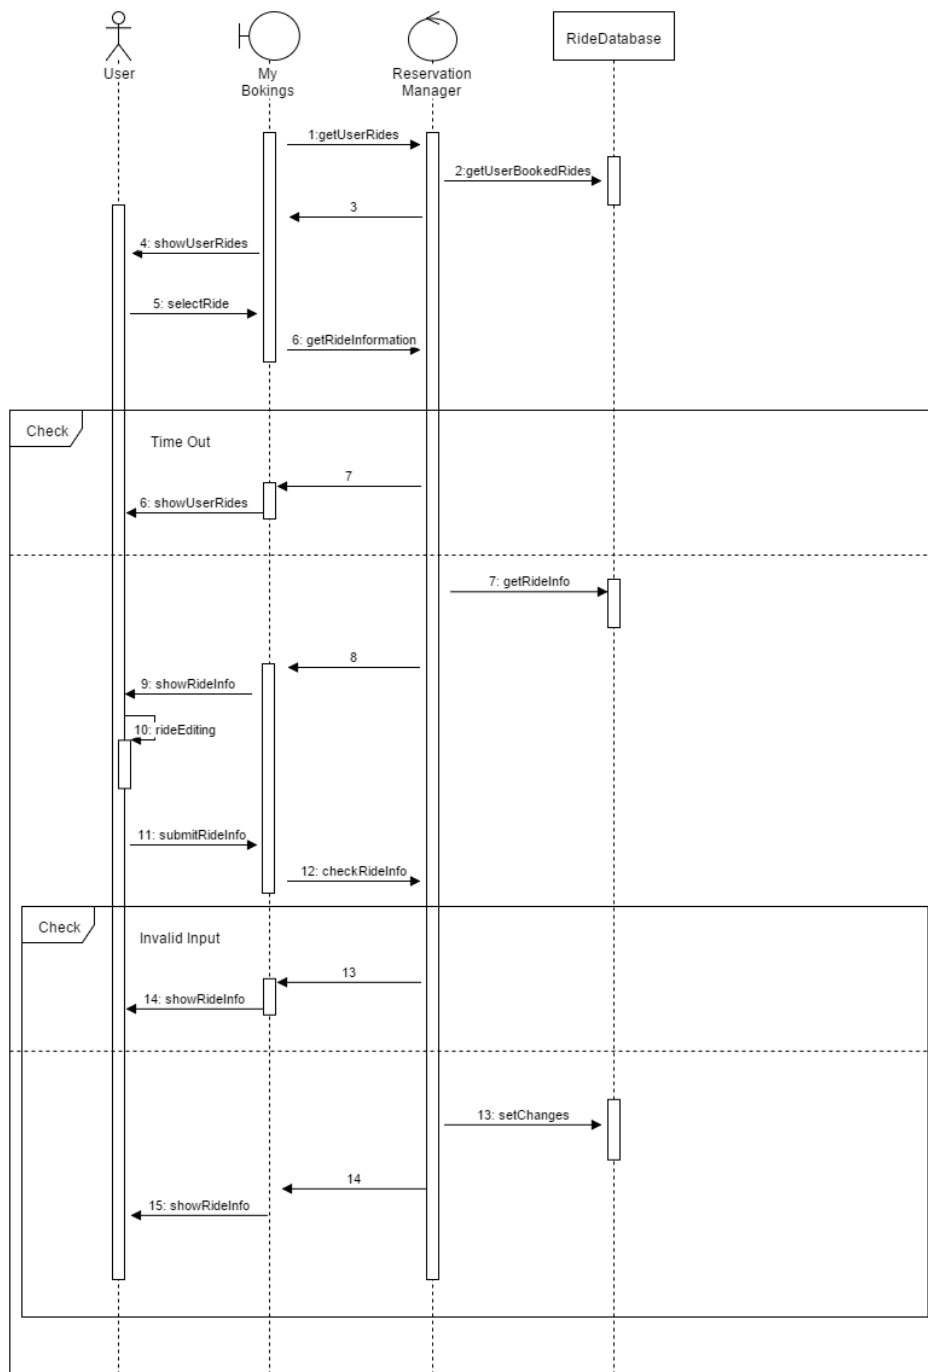 User
My
Bokings
Reservation
Manager
RideDatabase
1:getUserRides
2:getUserBookedRides
3
4: showUserRides
5: selectRide
6: getRideInformation
Check
Time Out
7
6: showUserRides
7: getRideInfo
8
9: showRideInfo
10: rideEditing
11: submitRideInfo
12: checkRideInfo
Check
Invalid Input
13
14: showRideInfo
13: setChanges
14
15: showRideInfo